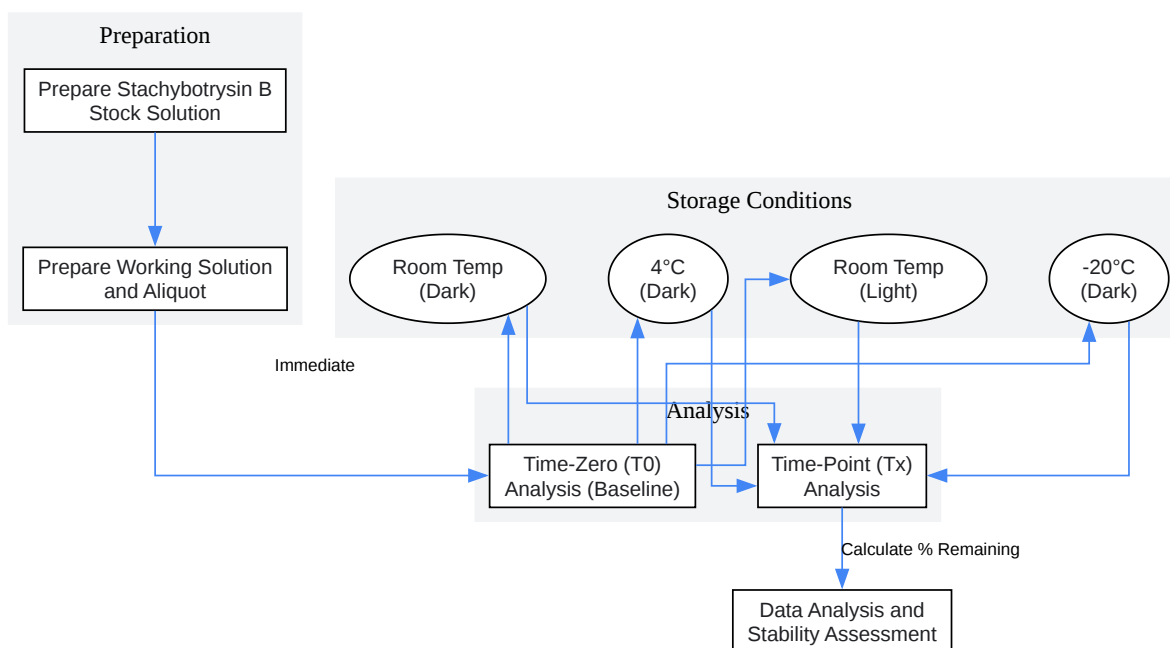 Preparation
Prepare Stachybotrysin B
Stock Solution
Prepare Working Solution
and Aliquot
Storage Conditions
Room Temp
(Dark)
4°C
(Dark)
Room Temp
(Light)
-20°C
(Dark)
Immediate
Analysis
Time-Zero (T0)
Analysis (Baseline)
Time-Point (Tx)
Analysis
Calculate % Remaining
Data Analysis and
Stability Assessment